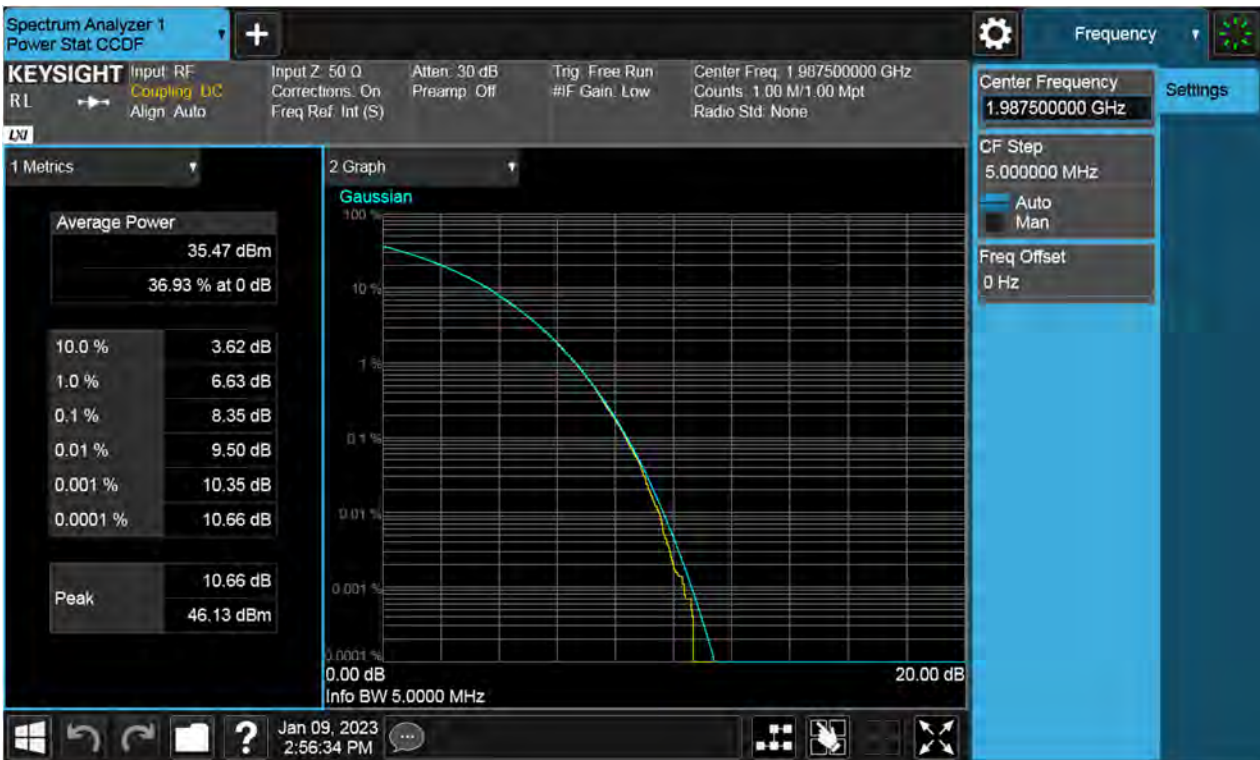 Spectrum Analyzer 1
Power Stat CCDF
+
Frequency
KEYSIGHT
RL
LXI
Input: RF
Coupling: DC
Align: Auto
Input Z: 50 Ω
Corrections: On
Freq Ref: Int (S)
Atten: 30 dB
Preamp: Off
Trig: Free Run
#IF Gain: Low
Center Freq: 1.987500000 GHz
Counts: 1.00 M/1.00 Mpt
Radio Std: None
Center Frequency
1.987500000 GHz
Settings
CF Step
5.000000 MHz
Auto
Man
Freq Offset
0 Hz
1 Metrics
Average Power
35.47 dBm
36.93 % at 0 dB
10.0 % 3.62 dB
1.0 % 6.63 dB
0.1 % 8.35 dB
0.01 % 9.50 dB
0.001 % 10.35 dB
0.0001 % 10.66 dB
Peak
10.66 dB
46.13 dBm
2 Graph
Gaussian
100 %
10 %
1 %
0.1 %
0.01 %
0.001 %
0.0001 %
0.00 dB 20.00 dB
Info BW 5.0000 MHz
?
Jan 09, 2023
2:56:34 PM